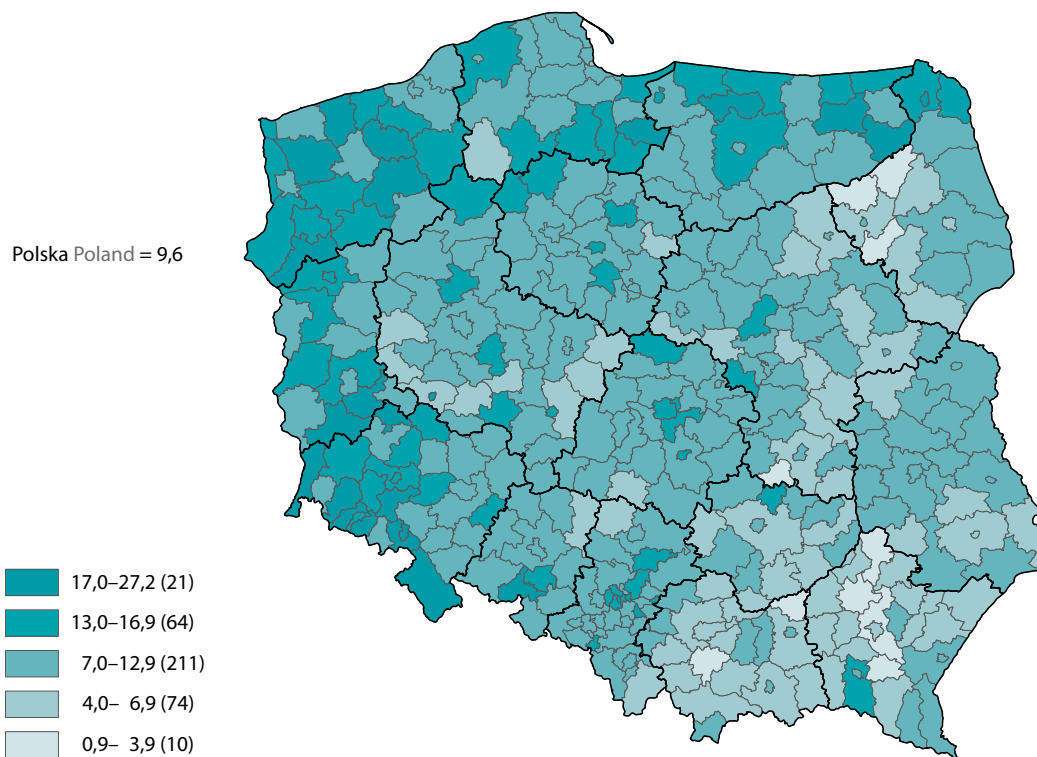 Polska Poland = 9,6
17,0–27,2 (21)
13,0–16,9 (64)
7,0–12,9 (211)
4,0– 6,9 (74)
0,9– 3,9 (10)